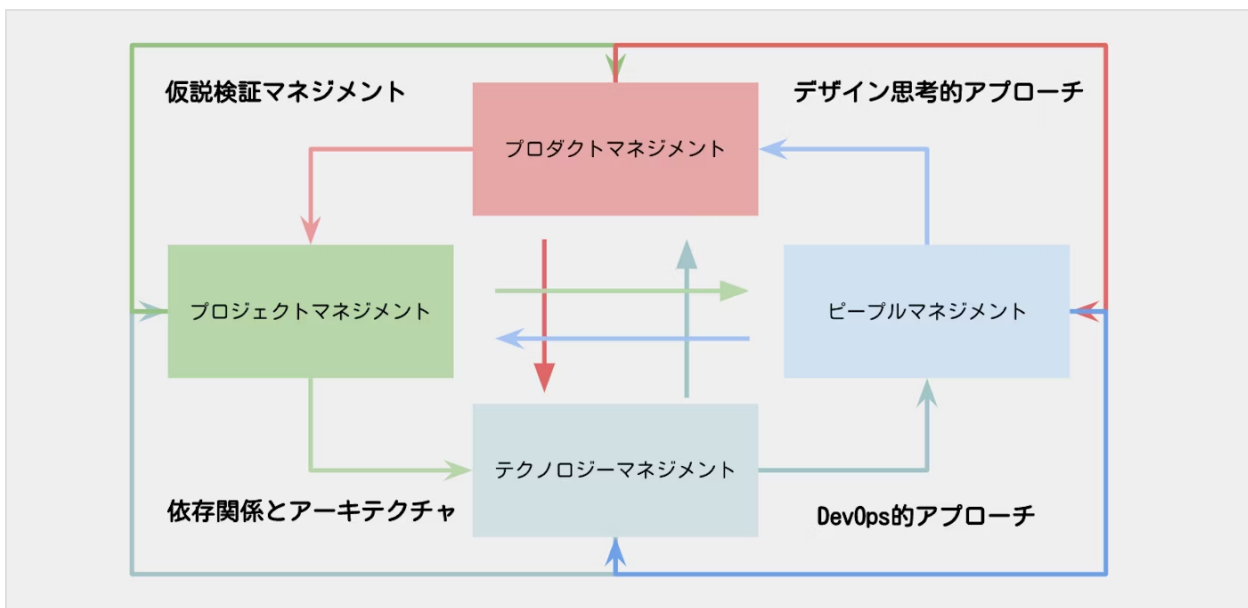 仮説検証マネジメント
デザイン思考的アプローチ
プロダクトマネジメント
プロジェクトマネジメント
ピープルマネジメント
テクノロジーマネジメント
依存関係とアーキテクチャ
DevOps的アプローチ